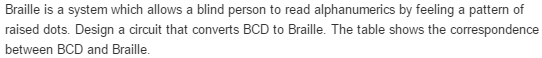 Braille is a system which allows a blind person to read alphanumerics by feeling a pattern of
raised dots. Design a circuit that converts BCD to Braille. The table shows the correspondence
between BCD and Braille.